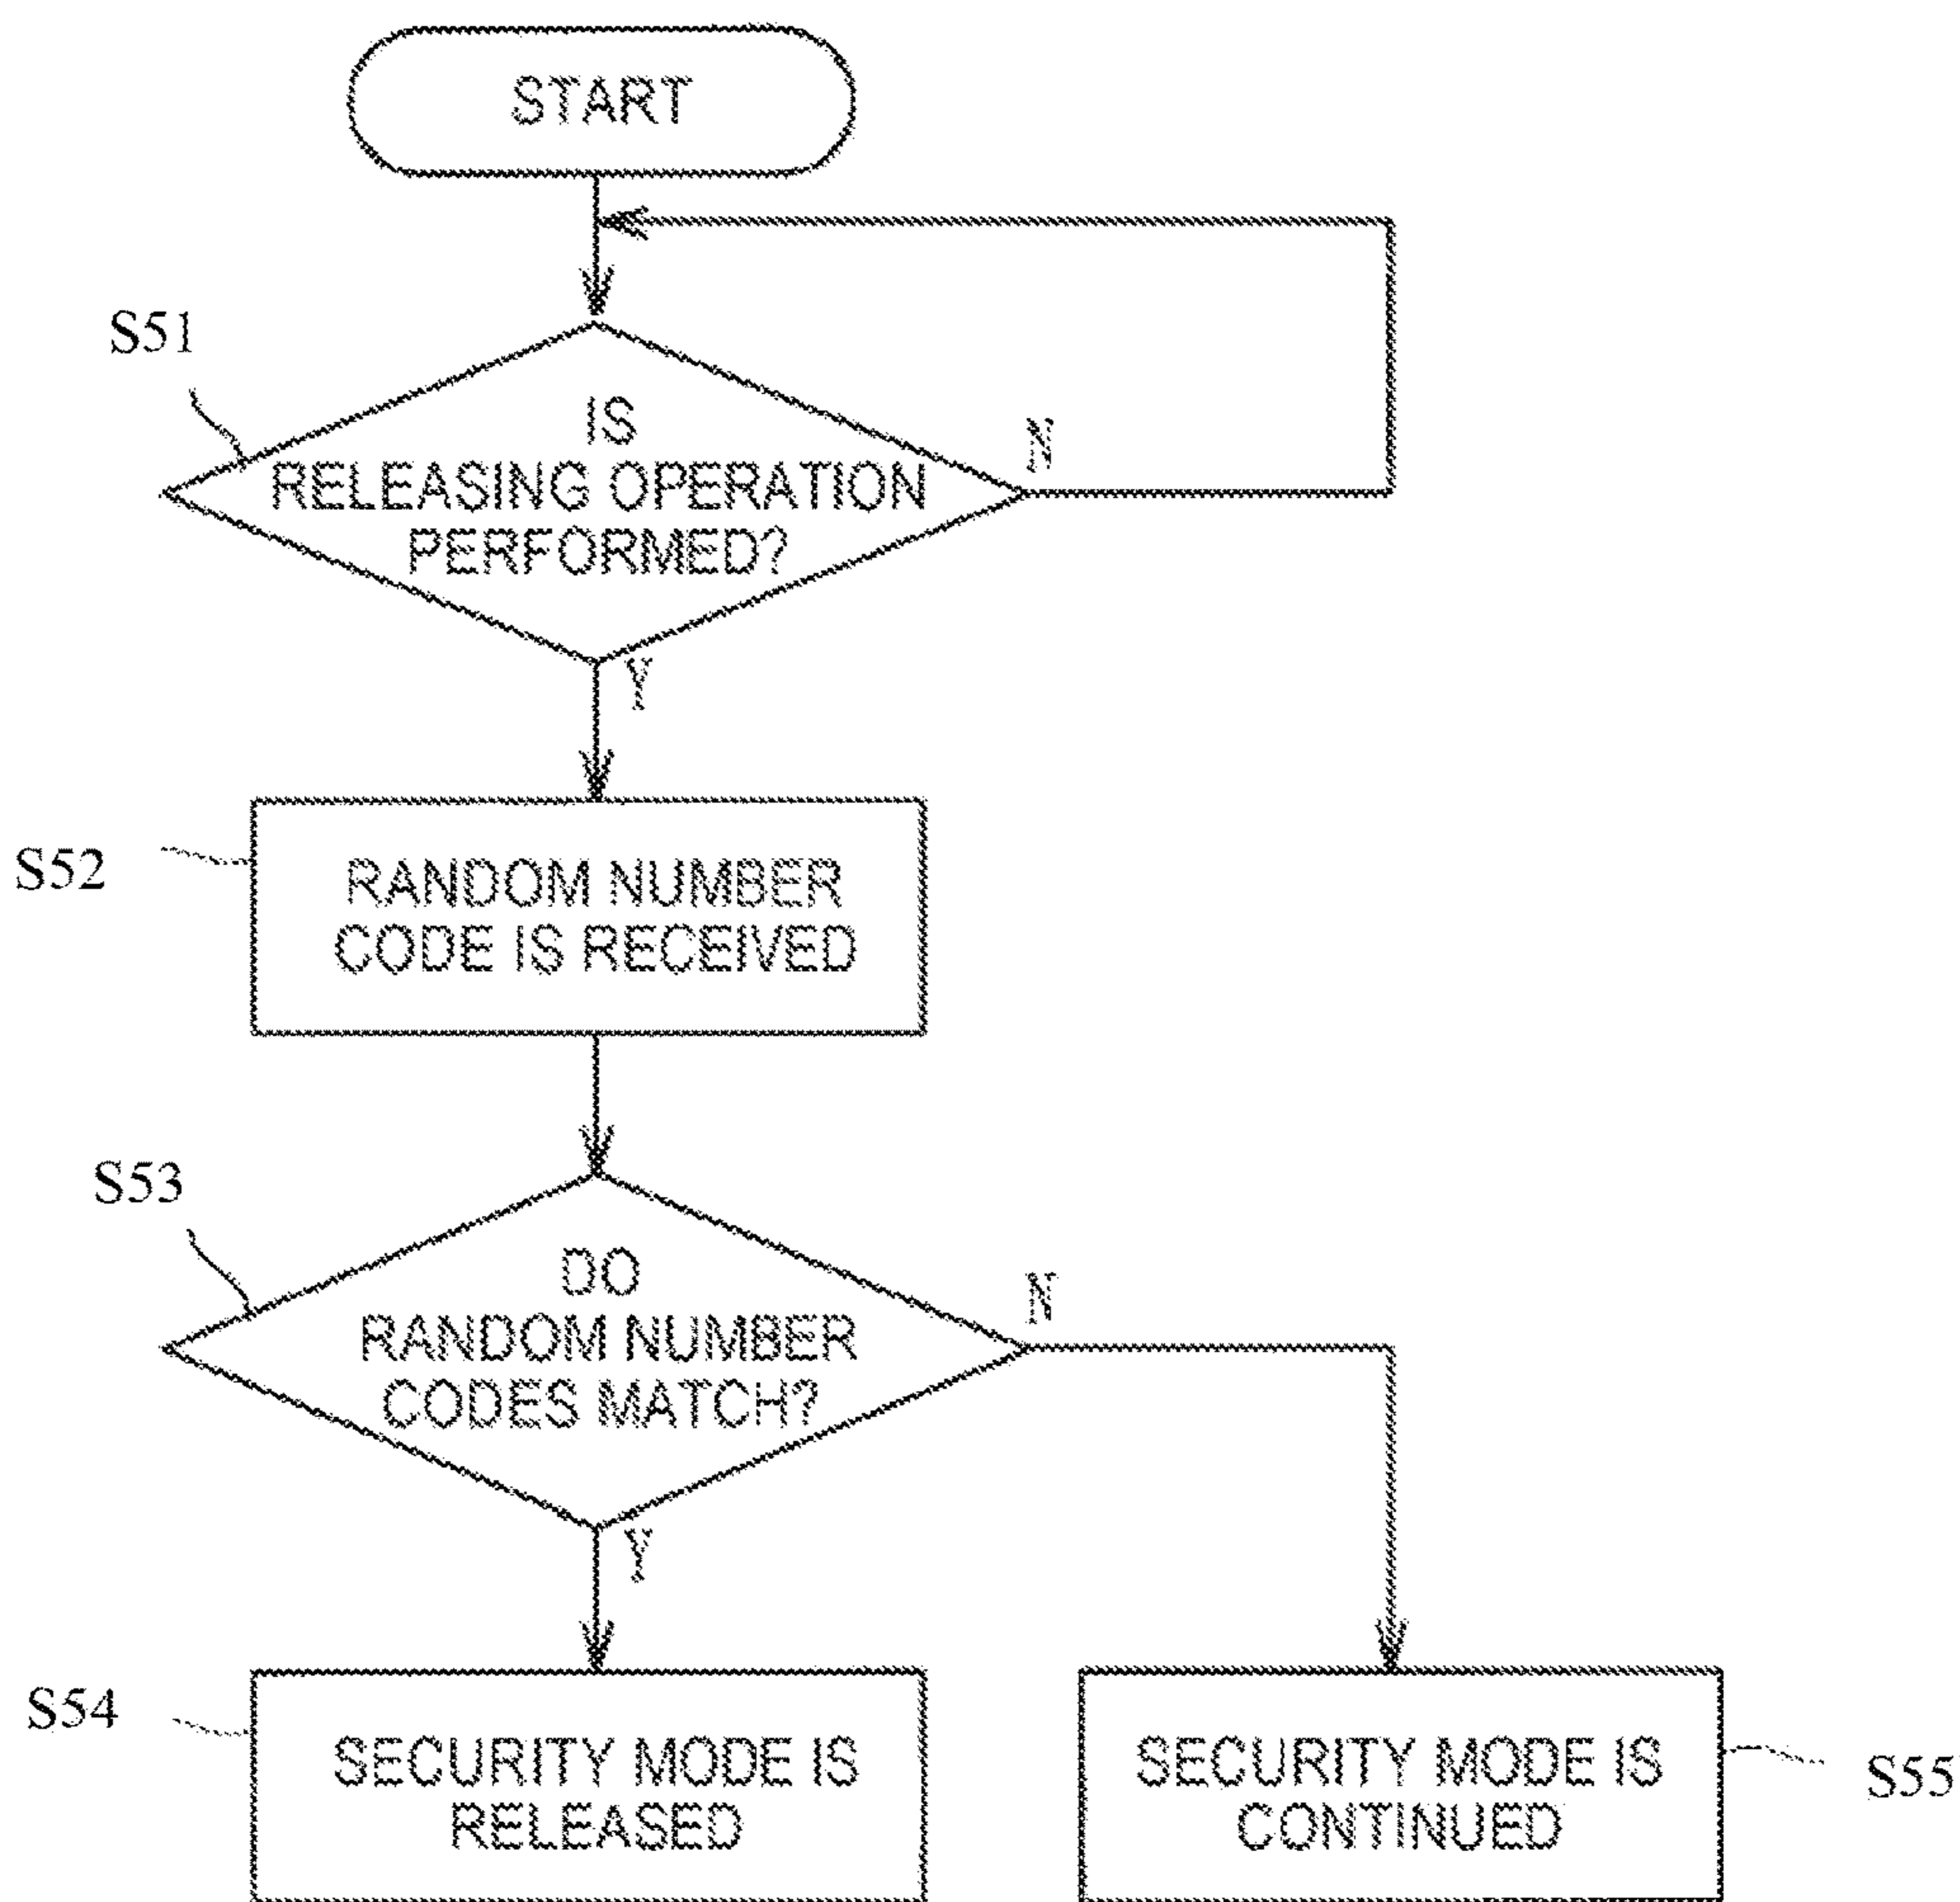 START
S51
IS
RELEASING OPERATION
PERFORMED?
N
Y
S52
RANDOM NUMBER
CODE IS RECEIVED
S53
DO
RANDOM NUMBER
CODES MATCH?
N
Y
S54
SECURITY MODE IS
RELEASED
SECURITY MODE IS
CONTINUED
S55